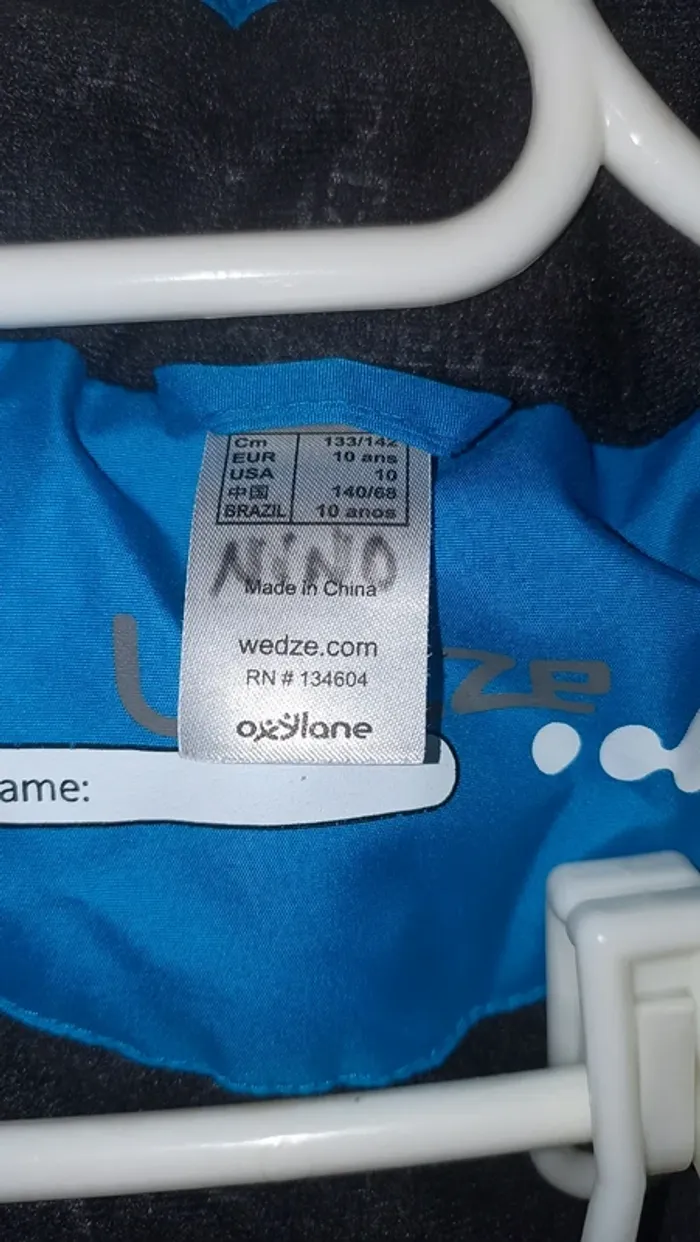 Cm 133/142
EUR 10 ans
USA 10
中国 140/68
BRAZIL 10 anos
NINO
Made in China
wedze.com
RN # 134604
oxylane
ze
ame: